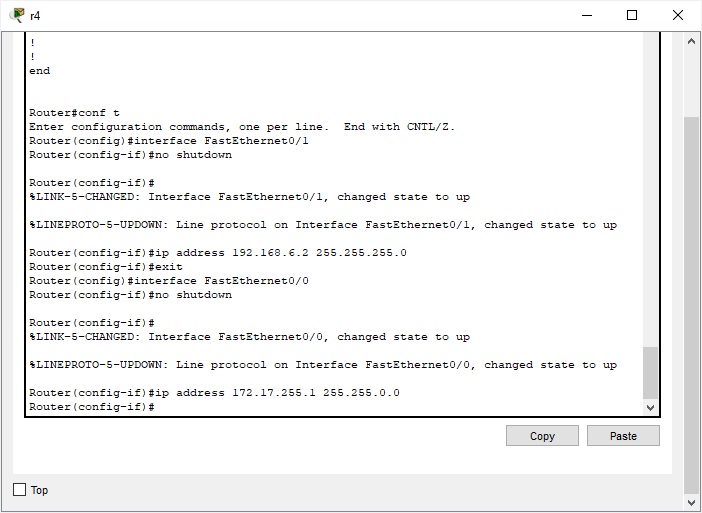 r4
!
!
end
Router#conf t
Enter configuration commands, one per line.  End with CNTL/Z.
Router(config)#interface FastEthernet0/1
Router(config-if)#no shutdown
Router(config-if)#
%LINK-5-CHANGED: Interface FastEthernet0/1, changed state to up
%LINEPROTO-5-UPDOWN: Line protocol on Interface FastEthernet0/1, changed state to up
Router(config-if)#ip address 192.168.6.2 255.255.255.0
Router(config-if)#exit
Router(config)#interface FastEthernet0/0
Router(config-if)#no shutdown
Router(config-if)#
%LINK-5-CHANGED: Interface FastEthernet0/0, changed state to up
%LINEPROTO-5-UPDOWN: Line protocol on Interface FastEthernet0/0, changed state to up
Router(config-if)#ip address 172.17.255.1 255.255.0.0
Router(config-if)#
Copy Paste
Top